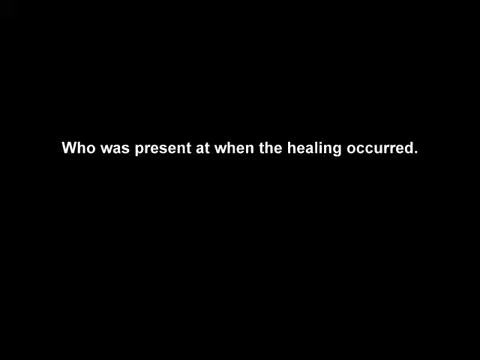 Who was present at when the healing occurred.